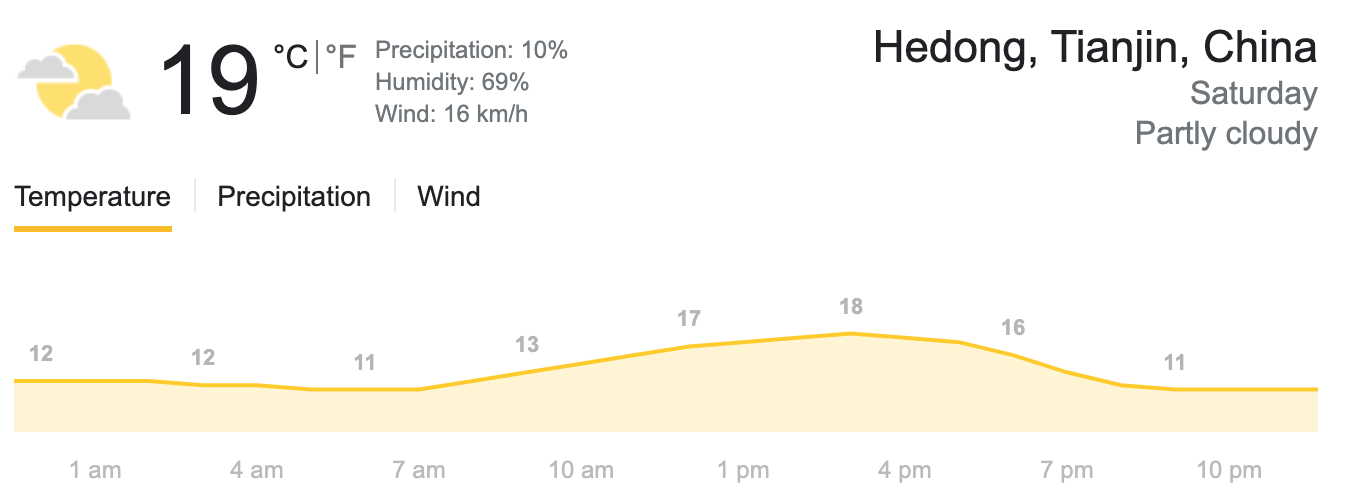 19 °C | °F
Precipitation: 10%
Humidity: 69%
Wind: 16 km/h
Hedong, Tianjin, China
Saturday
Partly cloudy
Temperature Precipitation Wind
12 12 11 13 17 18 16 11
1 am 4 am 7 am 10 am 1 pm 4 pm 7 pm 10 pm